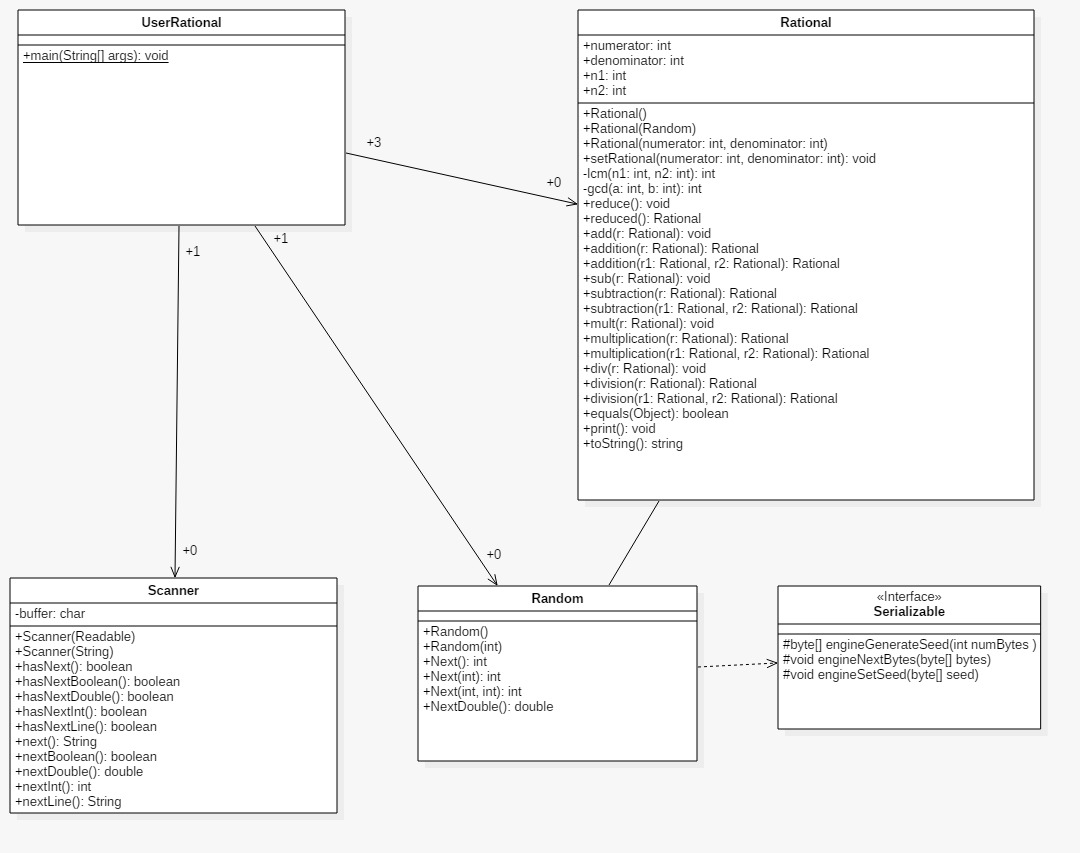 UserRational
+main(String[] args): void
Rational
+numerator: int
+denominator: int
+n1: int
+n2: int
+Rational()
+Rational(Random)
+Rational(numerator: int, denominator: int)
+setRational(numerator: int, denominator: int): void
-lcm(n1: int, n2: int): int
-gcd(a: int, b: int): int
+reduce(): void
+reduced(): Rational
+add(r: Rational): void
+addition(r: Rational): Rational
+addition(r1: Rational, r2: Rational): Rational
+sub(r: Rational): void
+subtraction(r: Rational): Rational
+subtraction(r1: Rational, r2: Rational): Rational
+mult(r: Rational): void
+multiplication(r: Rational): Rational
+multiplication(r1: Rational, r2: Rational): Rational
+div(r: Rational): void
+division(r: Rational): Rational
+division(r1: Rational, r2: Rational): Rational
+equals(Object): boolean
+print(): void
+toString(): string
+3
+0
+1
+1
+0
+0
Scanner
-buffer: char
+Scanner(Readable)
+Scanner(String)
+hasNext(): boolean
+hasNextBoolean(): boolean
+hasNextDouble(): boolean
+hasNextInt(): boolean
+hasNextLine(): boolean
+next(): String
+nextBoolean(): boolean
+nextDouble(): double
+nextInt(): int
+nextLine(): String
Random
+Random()
+Random(int)
+Next(): int
+Next(int): int
+Next(int, int): int
+NextDouble(): double
«Interface»
Serializable
#byte[] engineGenerateSeed(int numBytes )
#void engineNextBytes(byte[] bytes)
#void engineSetSeed(byte[] seed)